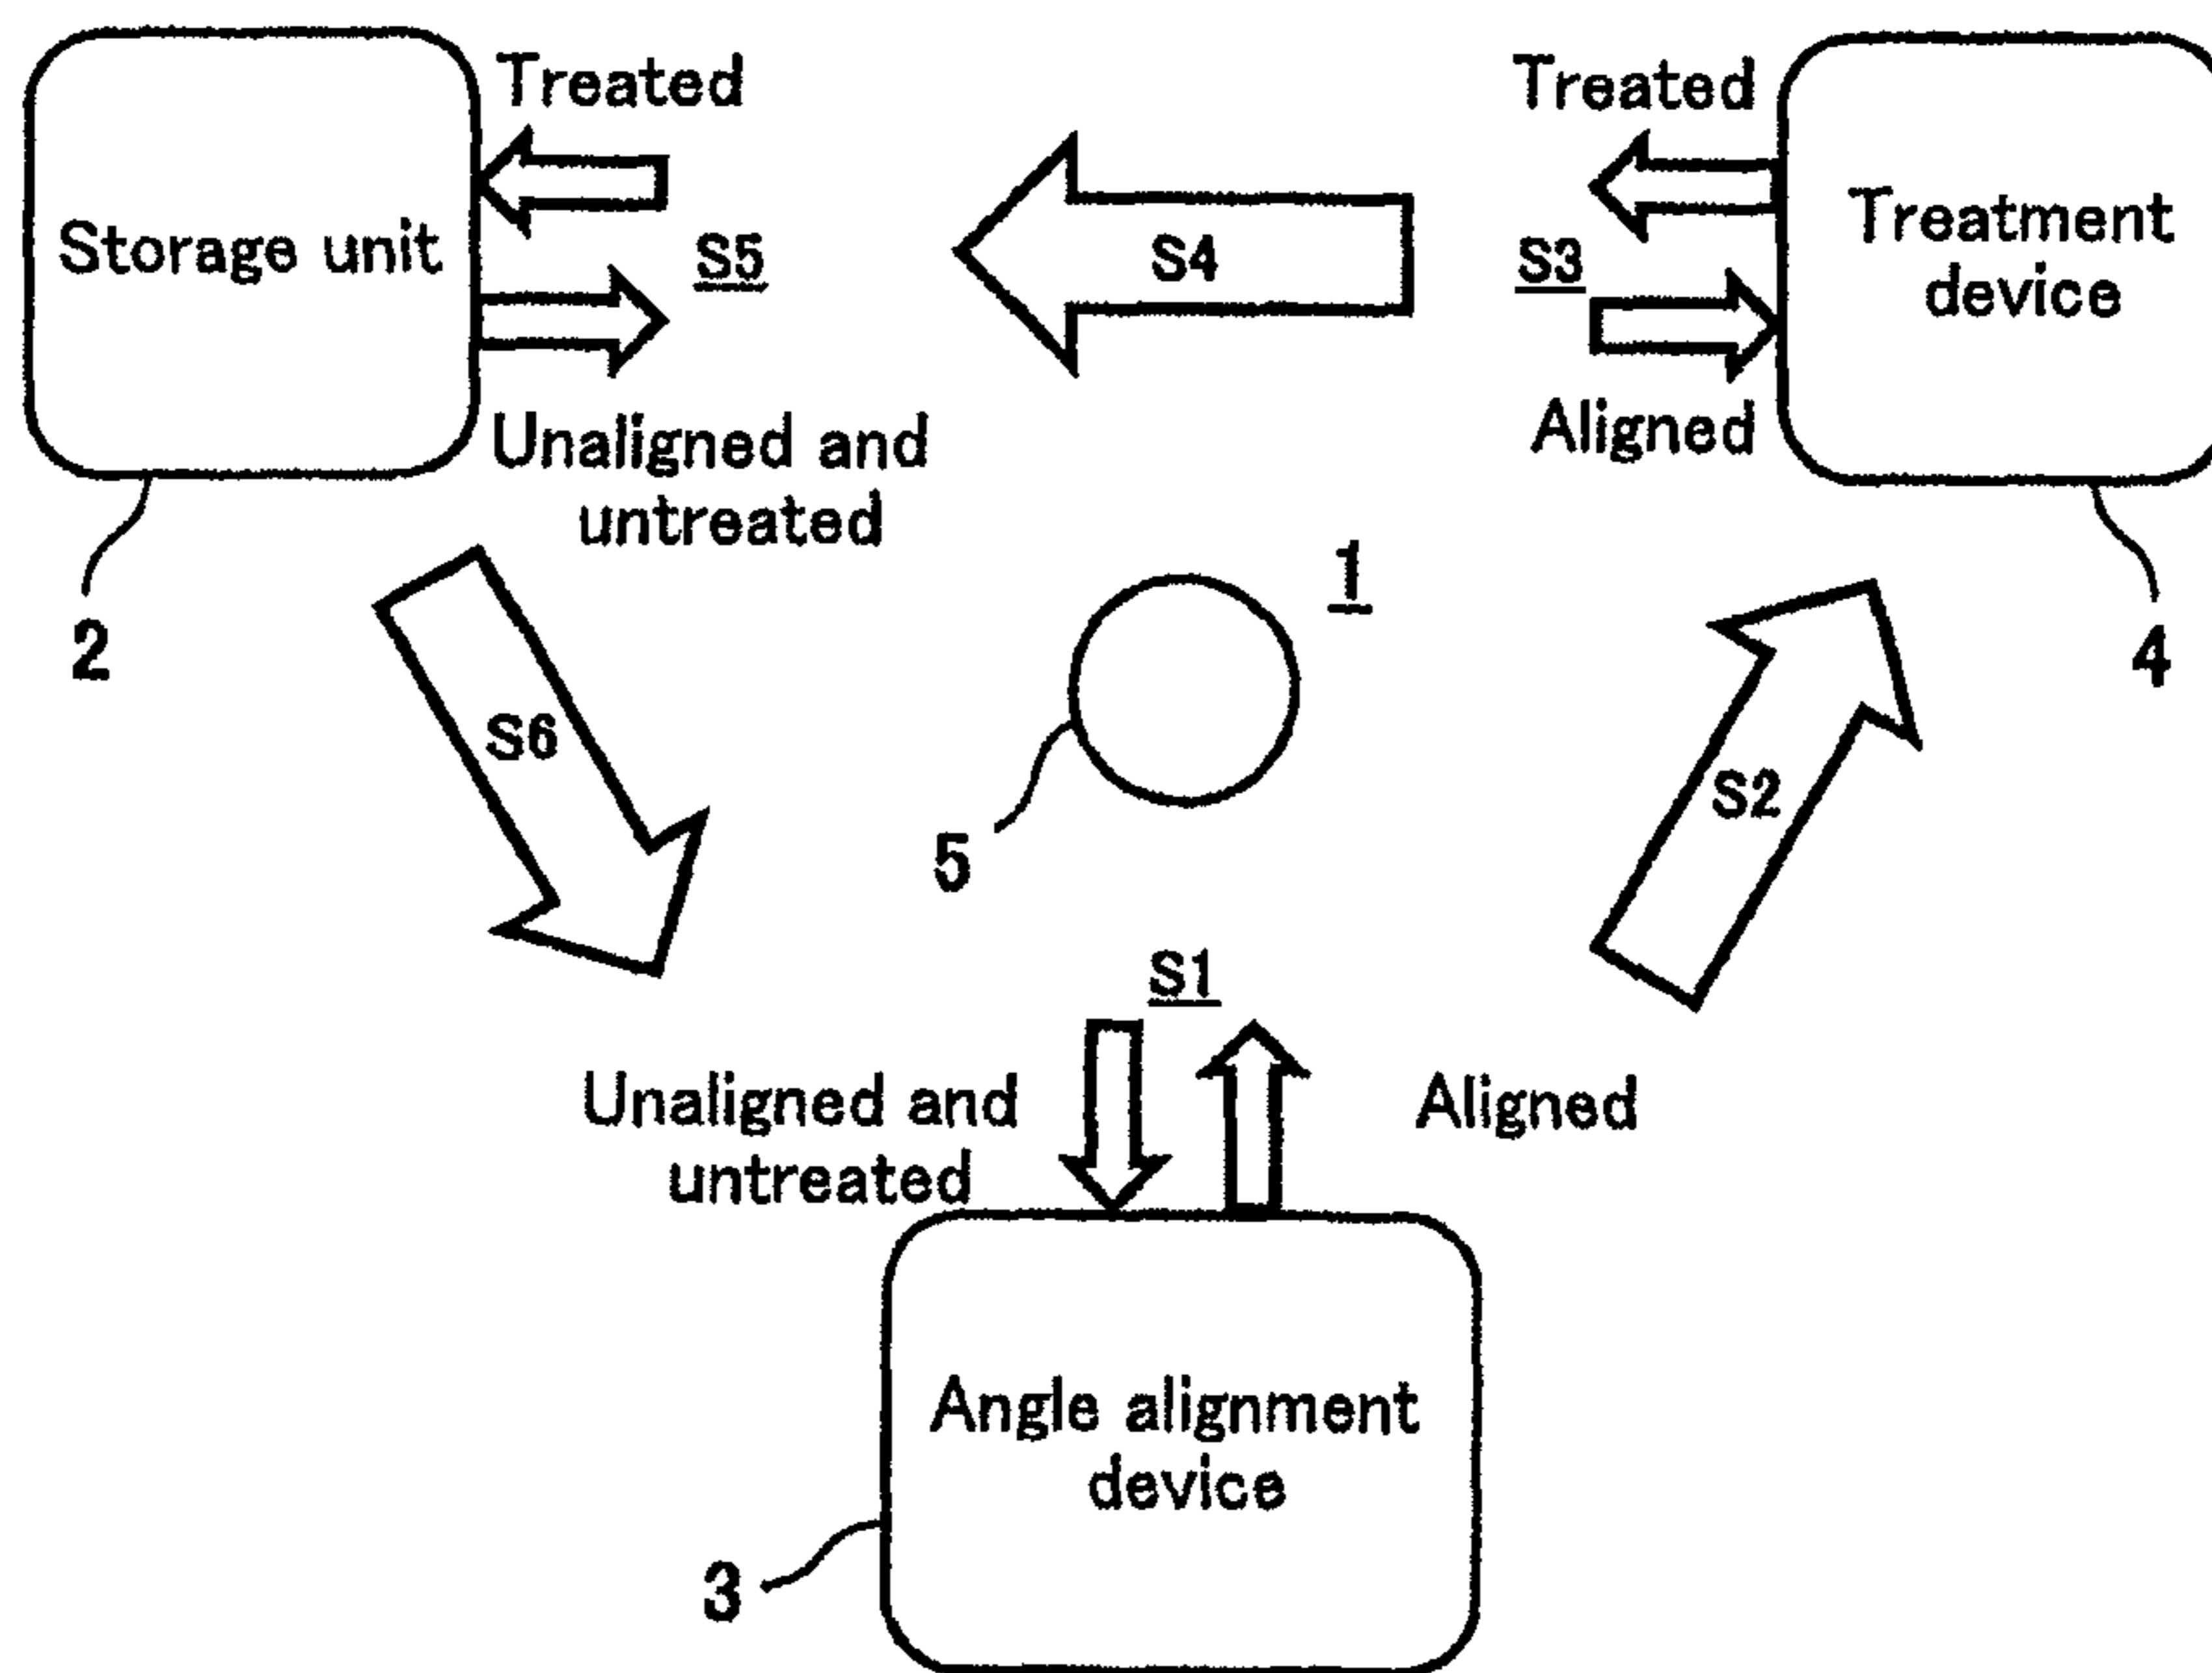 Treated
Treated
Storage unit
S5
S4
S3
Treatment
device
Unaligned and
untreated
Aligned
1
2
4
S6
S2
5
S1
Unaligned and
untreated
Aligned
Angle alignment
device
3